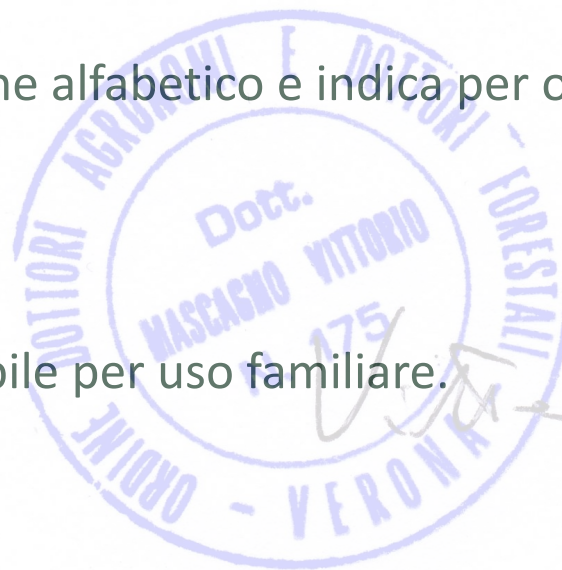 ne alfabetico e indica per o
bile per uso familiare.
ORDINE DOTTORI AGRONOMI E DOTTORI FORESTALI - VERONA
Dott.
MASCAGNO VITTORIO
175